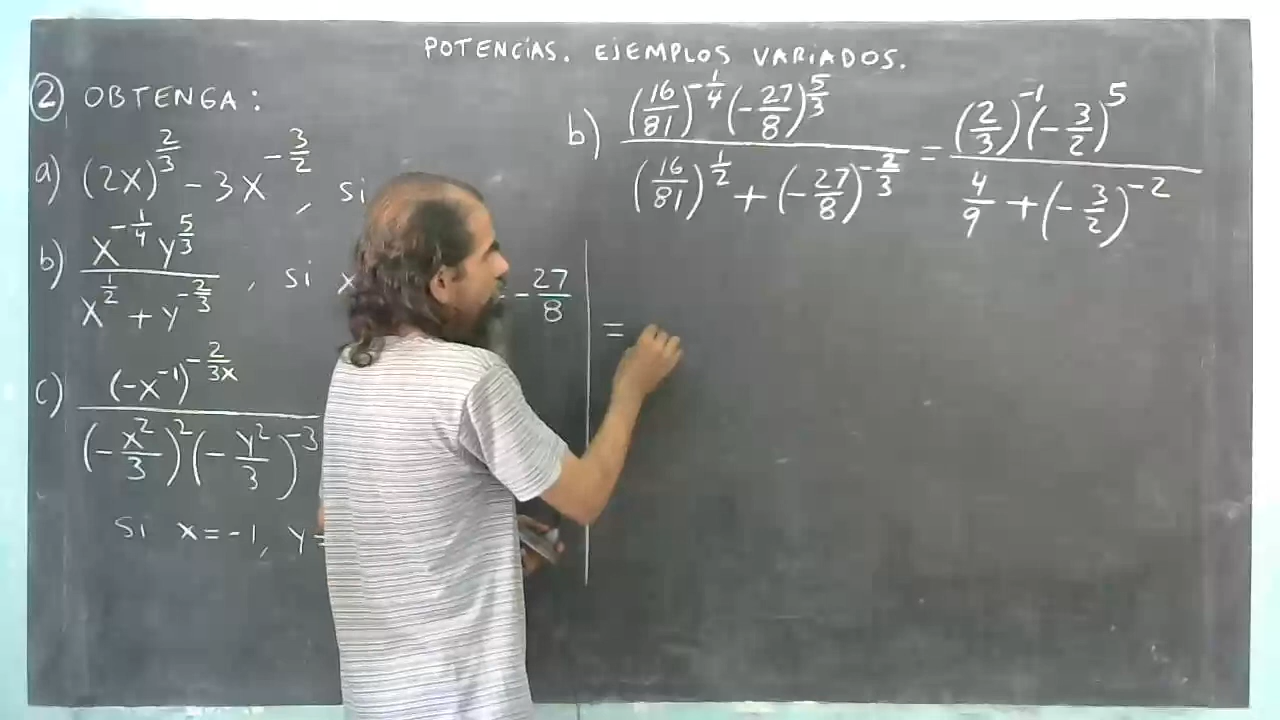 POTENCIAS. EJEMPLOS VARIADOS.
② OBTENGA:
a) (2x)^(2/3) - 3x^(-3/2), si
b) (x^(-1/4) y^(5/3)) / (x^(1/2) + y^(-2/3)), si x = -27/8
c) (-x^(-1))^(-2/(3x)) / ((-x^2/3)^2 (-y^2/3)^(-3))
si x = -1, y =
b) ((16/81)^(-1/4) (-27/8)^(5/3)) / ((16/81)^(1/2) + (-27/8)^(-2/3)) = ((2/3)^(-1) (-3/2)^5) / (4/9 + (-3/2)^(-2))
=